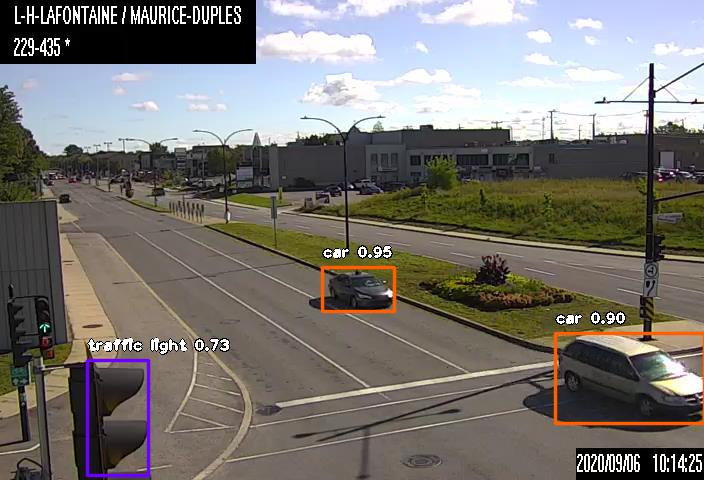 L-H-LAFONTAINE / MAURICE-DUPLES
229-435 *
car 0.95
car 0.90
traffic light 0.73
2020/09/06 10:14:25